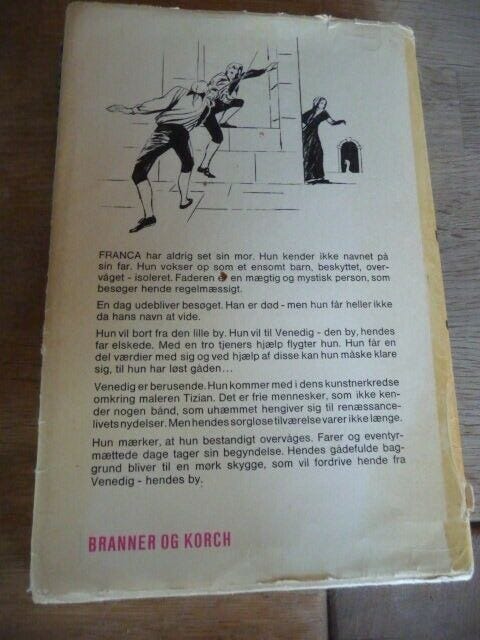 FRANCA har aldrig set sin mor. Hun kender ikke navnet på
sin far. Hun vokser op som et ensomt barn, beskyttet, over-
våget - isoleret. Faderen er en mægtig og mystisk person, som
besøger hende regelmæssigt.
En dag udebliver besøget. Han er død - men hun får heller ikke
da hans navn at vide.
Hun vil bort fra den lille by. Hun vil til Venedig - den by, hendes
far elskede. Med en tro tjeners hjælp flygter hun. Hun får en
del værdier med sig og ved hjælp af disse kan hun måske klare
sig, til hun har løst gåden...
Venedig er berusende. Hun kommer med i dens kunstnerkredse
omkring maleren Tizian. Det er frie mennesker, som ikke ken-
der nogen bånd, som uhæmmet hengiver sig til renæssance-
livets nydelser. Men hendes sorgløse tilværelse varer ikke længe.
Hun mærker, at hun bestandigt overvåges. Farer og eventyr-
mættede dage tager sin begyndelse. Hendes gådefulde bag-
grund bliver til en mørk skygge, som vil fordrive hende fra
Venedig - hendes by.
BRANNER OG KORCH